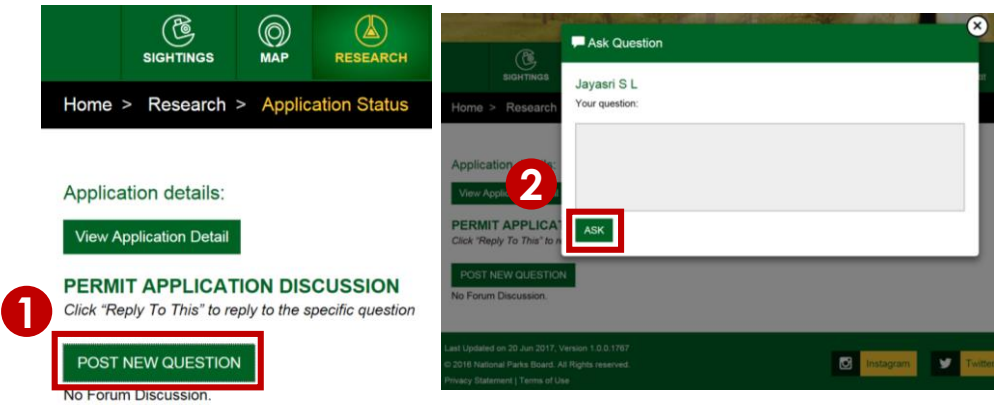 SIGHTINGS MAP RESEARCH
Home > Research > Application Status
Application details:
View Application Detail
PERMIT APPLICATION DISCUSSION
Click "Reply To This" to reply to the specific question
1
POST NEW QUESTION
No Forum Discussion.
Ask Question
X
Jayasri S L
Your question:
2
ASK
SIGHTINGS
Home > Research
Application
View Appli
PERMIT APPLICA
Click "Reply To This" to
POST NEW QUESTION
No Forum Discussion.
Last Updated on 20 Jun 2017, Version 1.0.0.1767
© 2016 National Parks Board. All Rights reserved.
Privacy Statement | Terms of Use
Instagram
Twitter